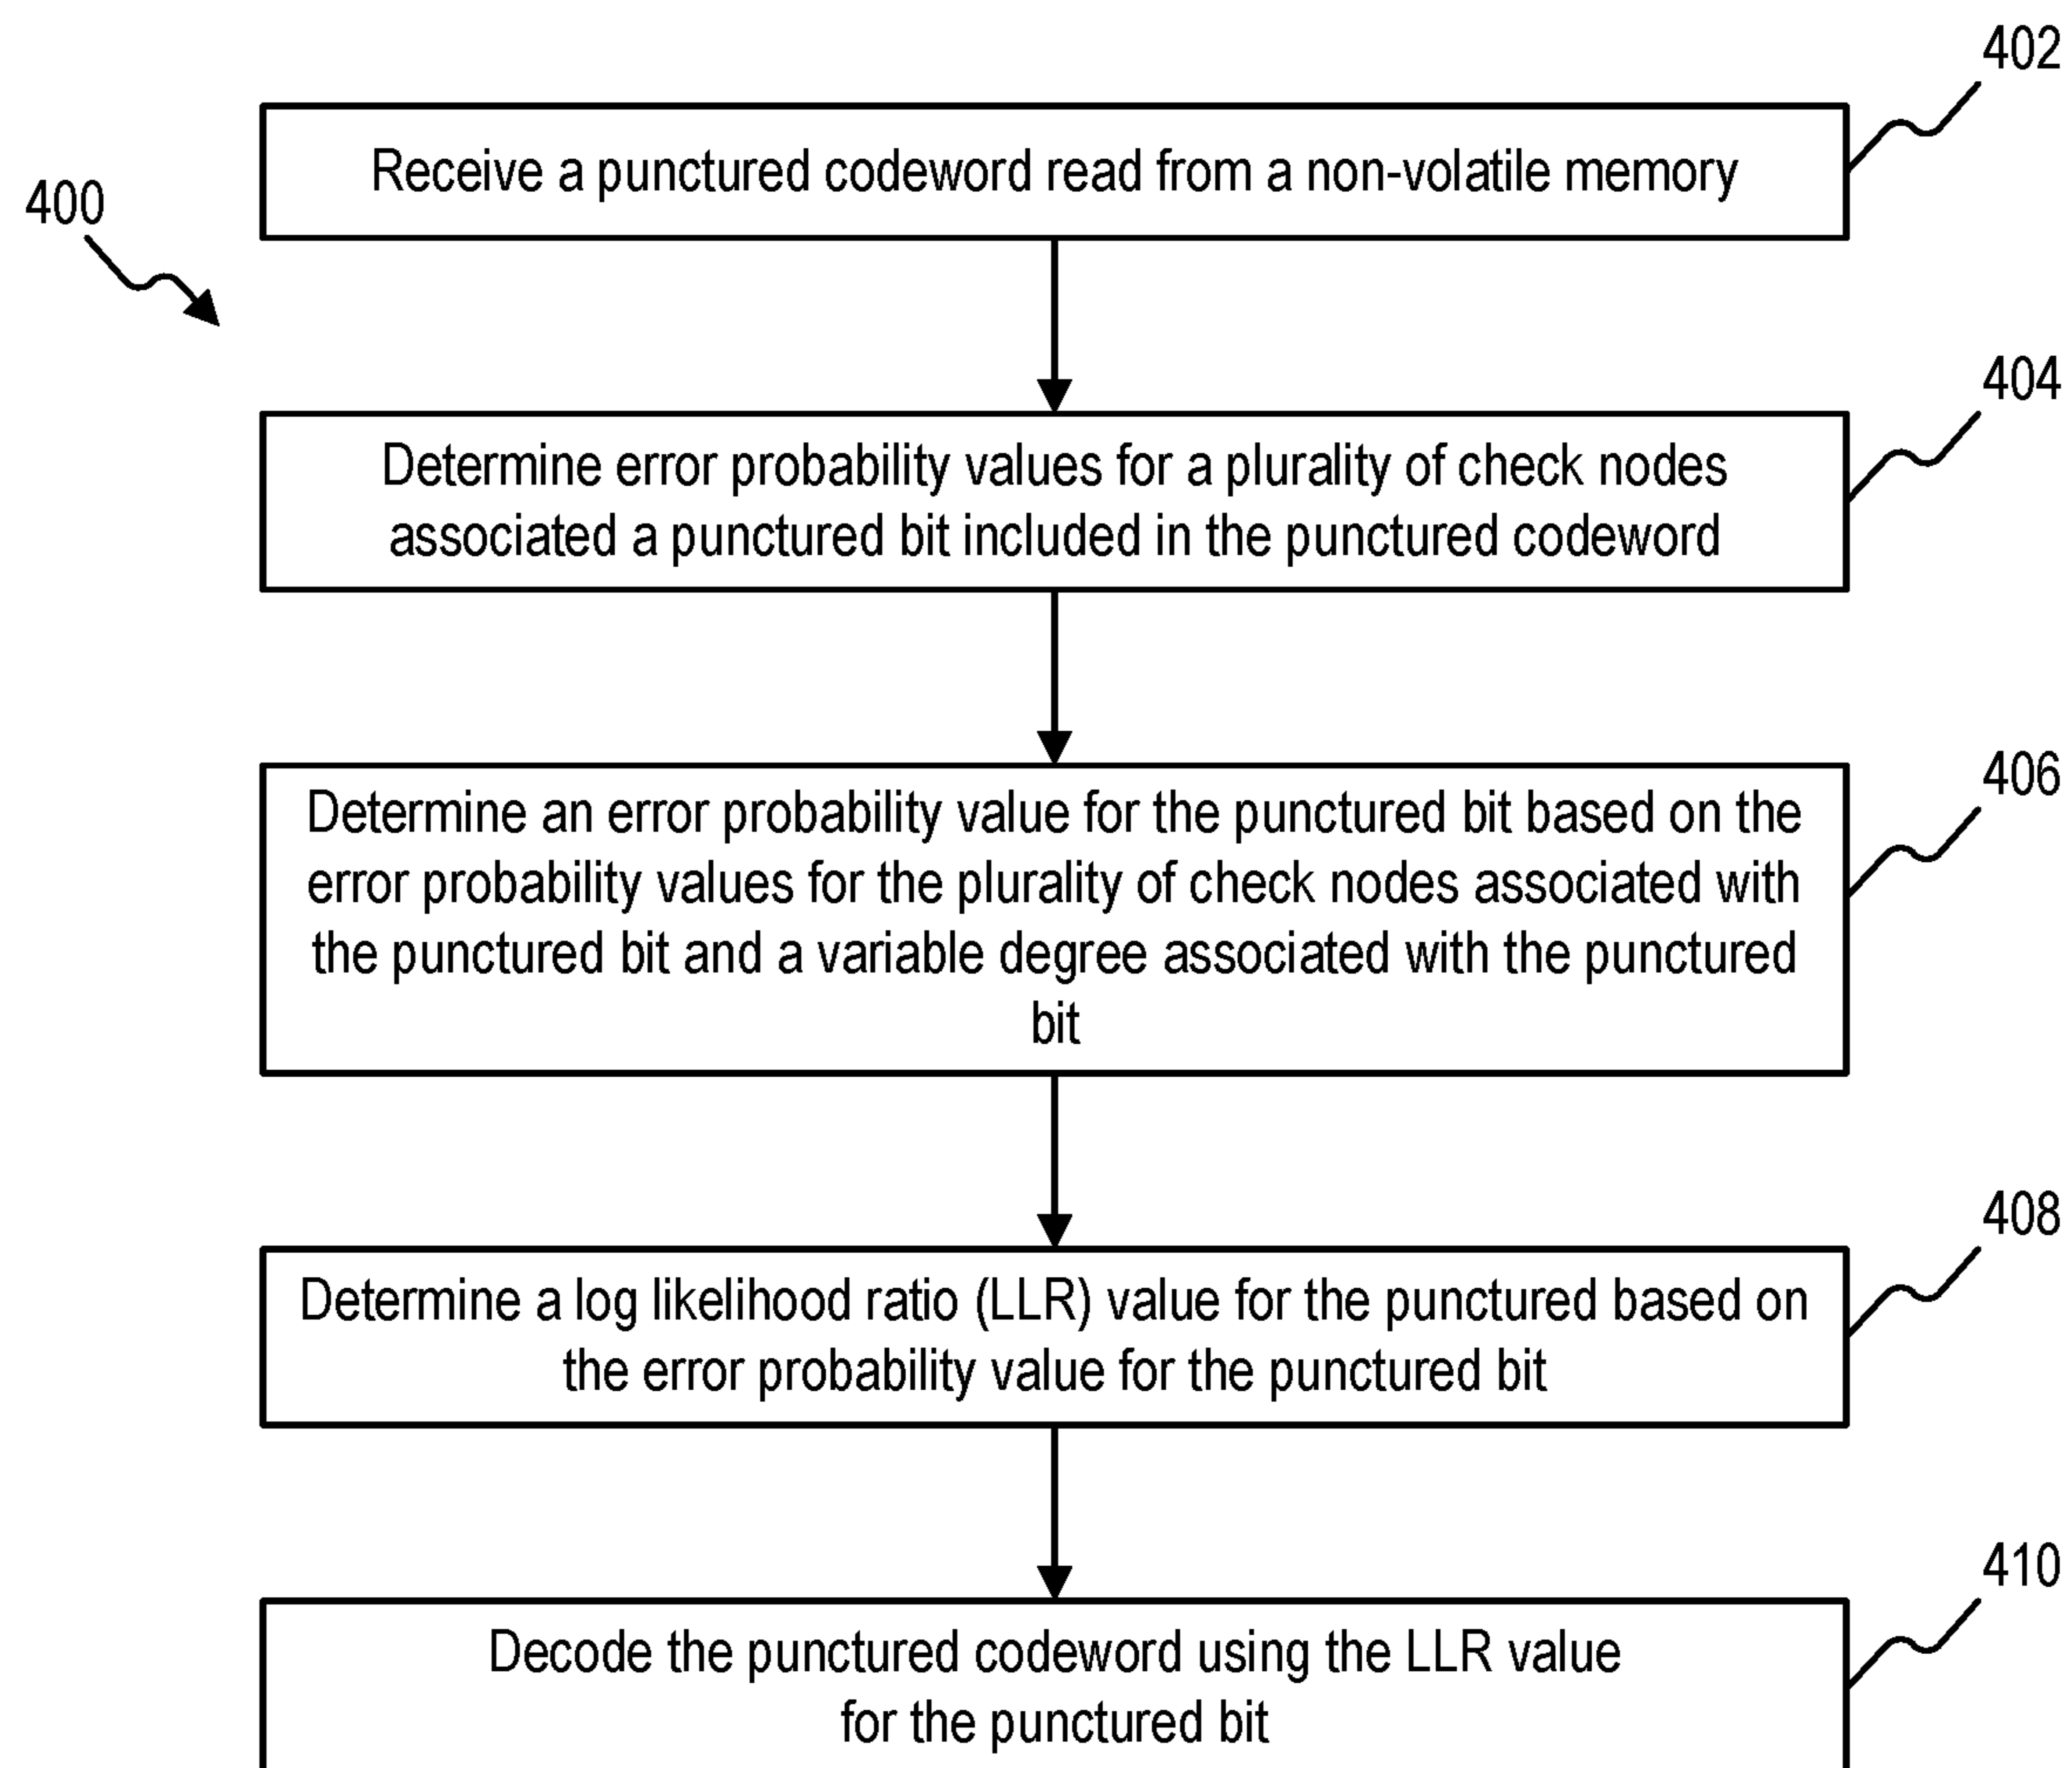 402
Receive a punctured codeword read from a non-volatile memory
400
404
Determine error probability values for a plurality of check nodes
associated a punctured bit included in the punctured codeword
406
Determine an error probability value for the punctured bit based on the
error probability values for the plurality of check nodes associated with
the punctured bit and a variable degree associated with the punctured
bit
408
Determine a log likelihood ratio (LLR) value for the punctured based on
the error probability value for the punctured bit
410
Decode the punctured codeword using the LLR value
for the punctured bit